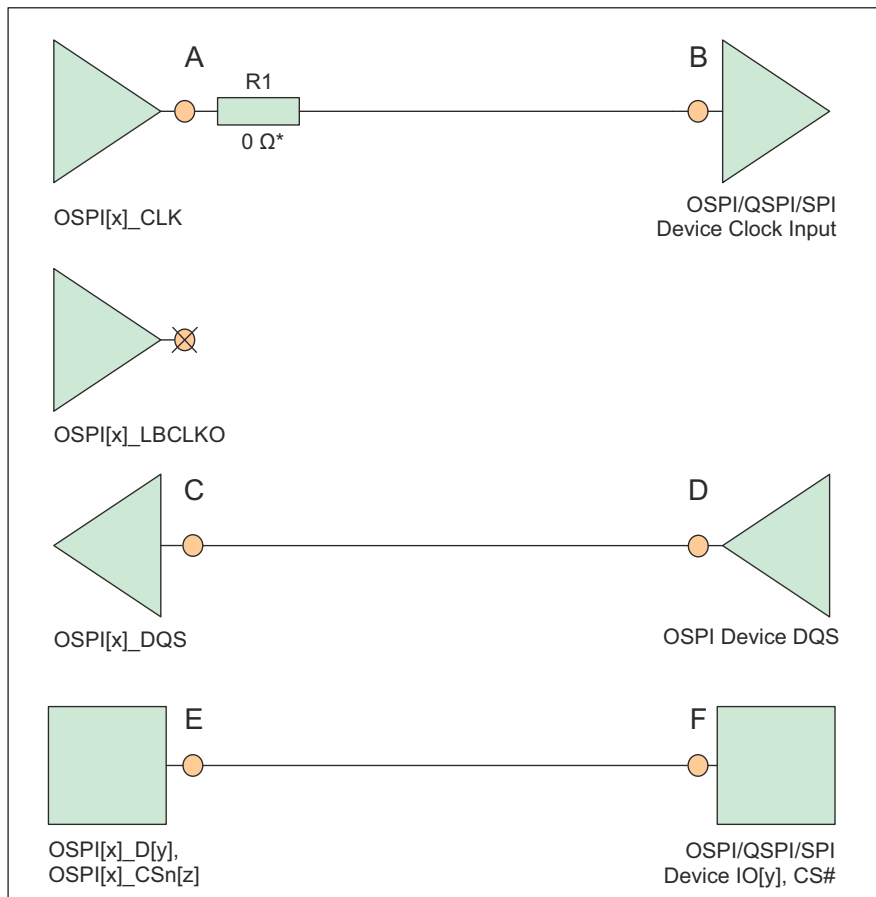 A
B
R1
0 Ω*
OSPI[x]_CLK
OSPI/QSPI/SPI
Device Clock Input
OSPI[x]_LBCLKO
C
D
OSPI[x]_DQS
OSPI Device DQS
E
F
OSPI[x]_D[y],
OSPI[x]_CSn[z]
OSPI/QSPI/SPI
Device IO[y], CS#